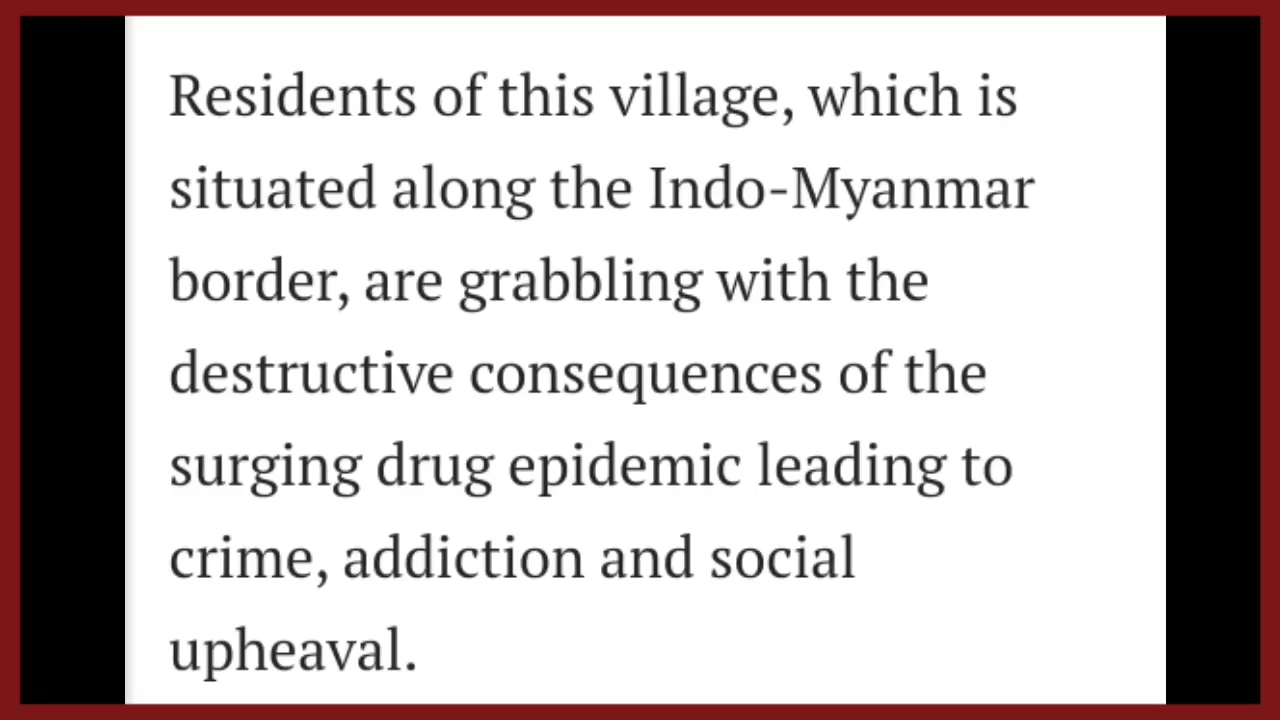 Residents of this village, which is
situated along the Indo-Myanmar
border, are grabbling with the
destructive consequences of the
surging drug epidemic leading to
crime, addiction and social
upheaval.